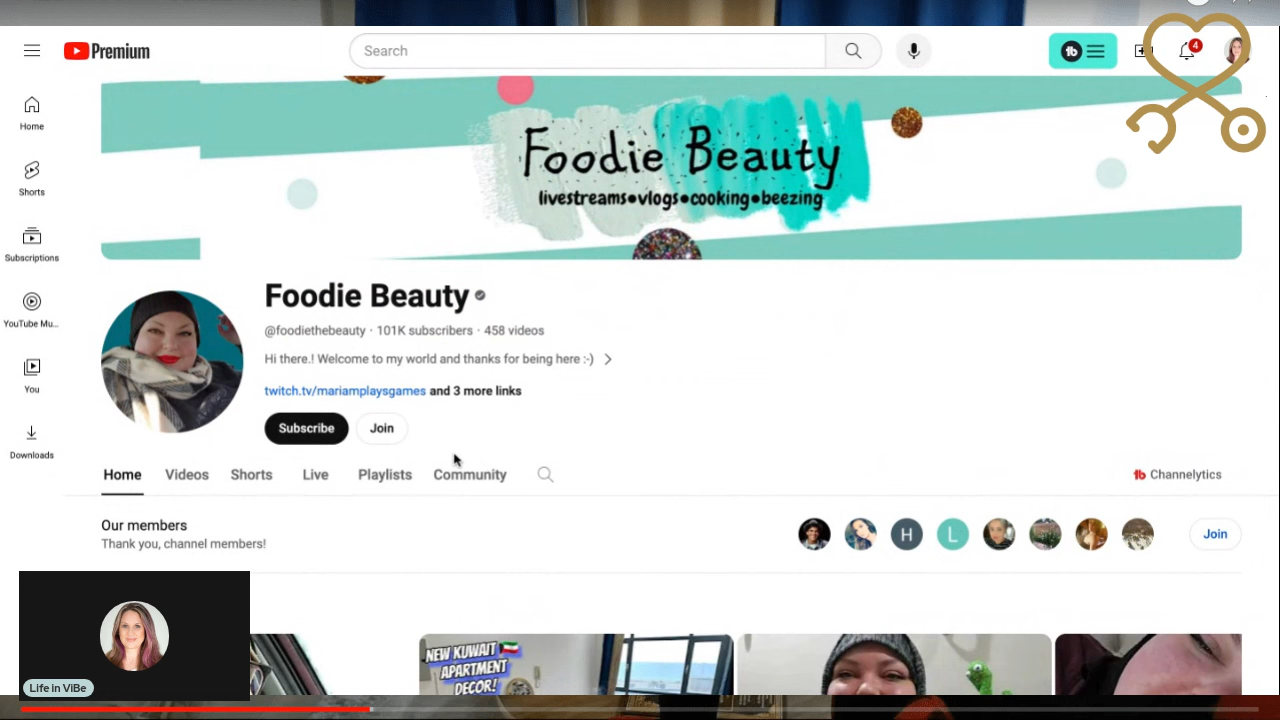 Premium
Search
4
Home
Shorts
Subscriptions
YouTube Mu...
You
Downloads
Foodie Beauty
livestreams•vlogs•cooking•beezing
Foodie Beauty
@foodiethebeauty · 101K subscribers · 458 videos
Hi there.! Welcome to my world and thanks for being here :-)
twitch.tv/mariamplaysgames and 3 more links
Subscribe Join
Home Videos Shorts Live Playlists Community
Channelytics
Our members
Thank you, channel members!
H L
Join
NEW KUWAIT
APARTMENT
DECOR!
Life in ViBe